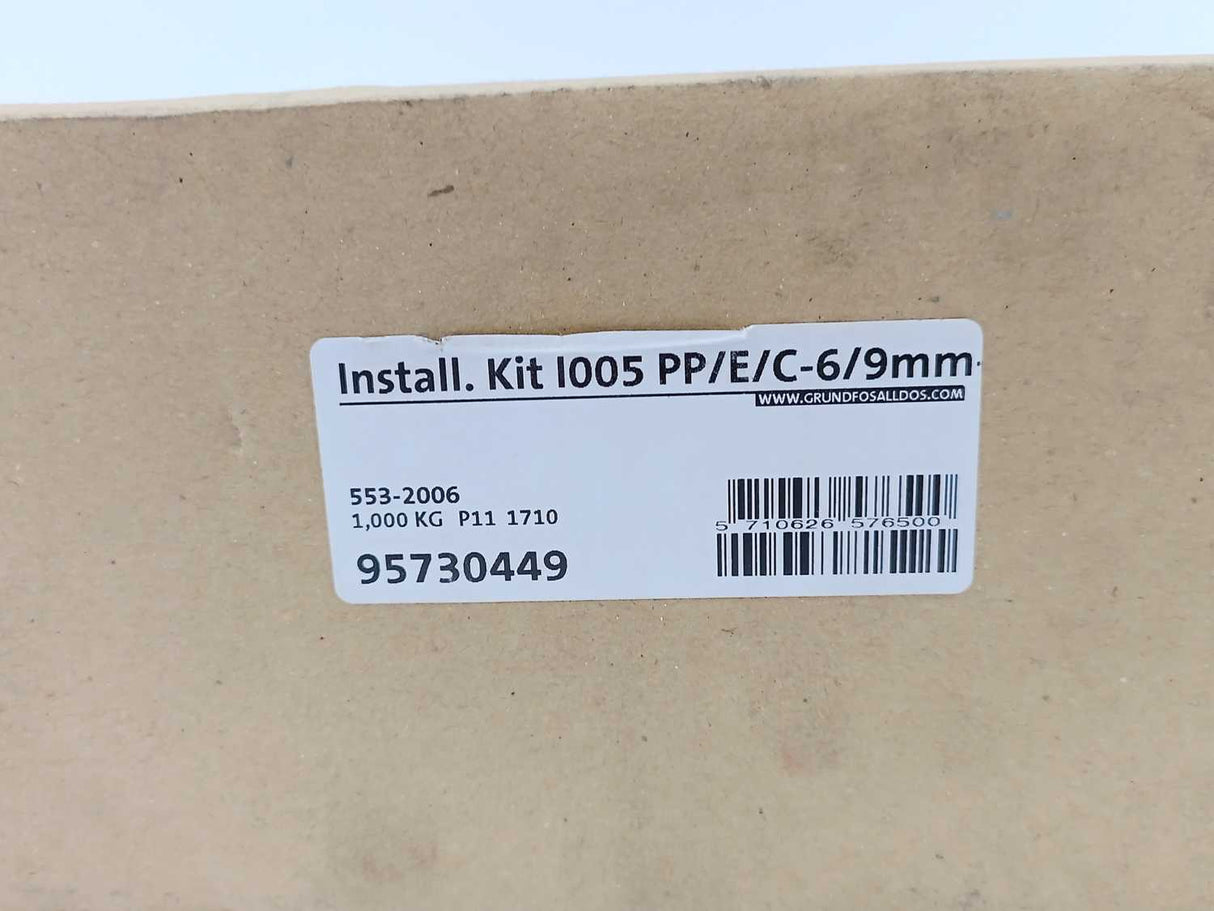 Install. Kit I005 PP/E/C-6/9mm
WWW.GRUNDFOSALLDOS.COM
553-2006
1,000 KG P11 1710
95730449
5 710626 576500